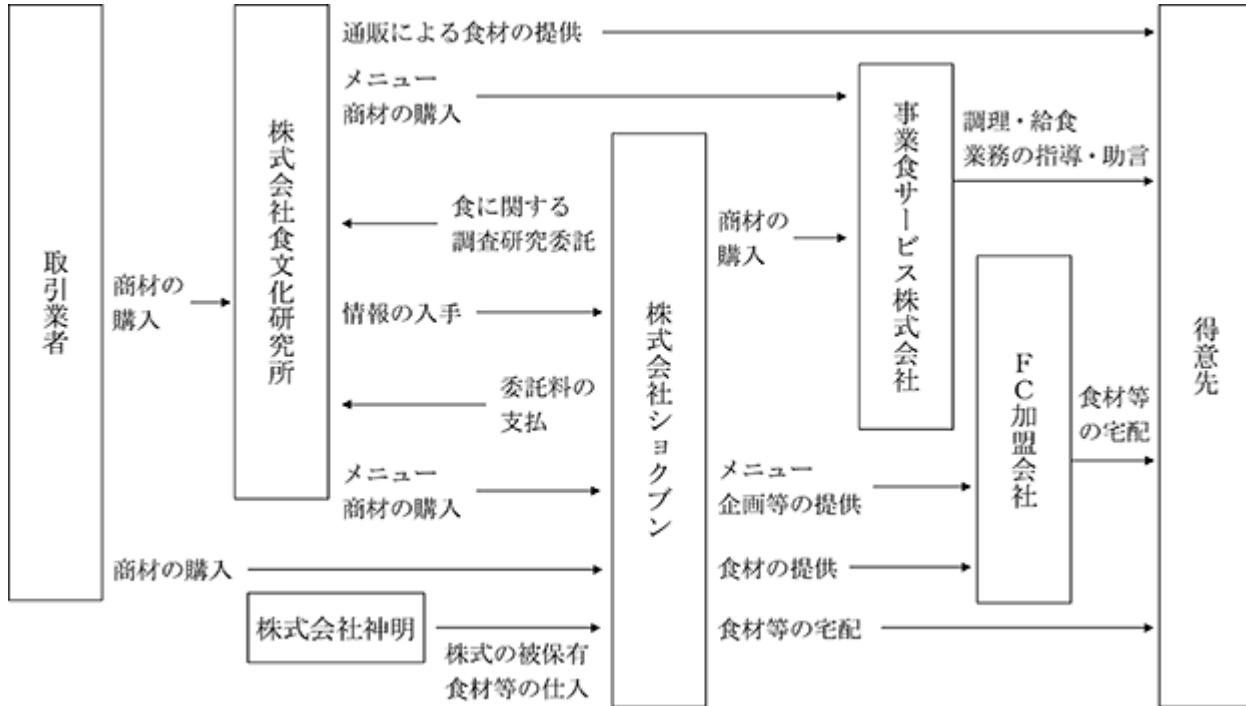 通販による食材の提供
メニュー
商材の購入
調理・給食
業務の指導・助言
食に関する
調査研究委託
商材の
購入
取引業者
商材の
購入
株式会社食文化研究所
情報の入手
委託料の
支払
メニュー
商材の購入
商材の購入
株式会社神明
株式の被保有
食材等の仕入
株式会社ショクブン
事業食サービス株式会社
メニュー
企画等の提供
食材の提供
食材等の宅配
FC加盟会社
食材等
の宅配
得意先